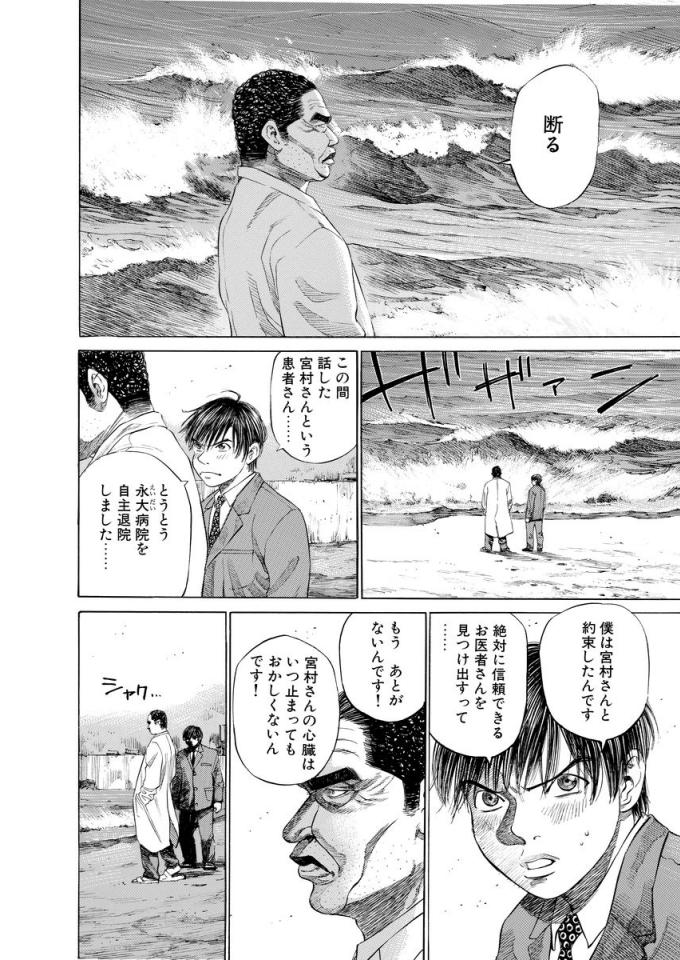 断る
ザザァン
この間
話した
宮村さんという
患者さん……
とうとう
永大病院を
えいだい
自主退院
しました……
僕は宮村さんと
約束したんです
絶対に信頼できる
お医者さんを
見つけ出すって
……
もう あとが
ないんです！
宮村さんの心臓は
いつ止まっても
おかしくないん
です！
シャク…